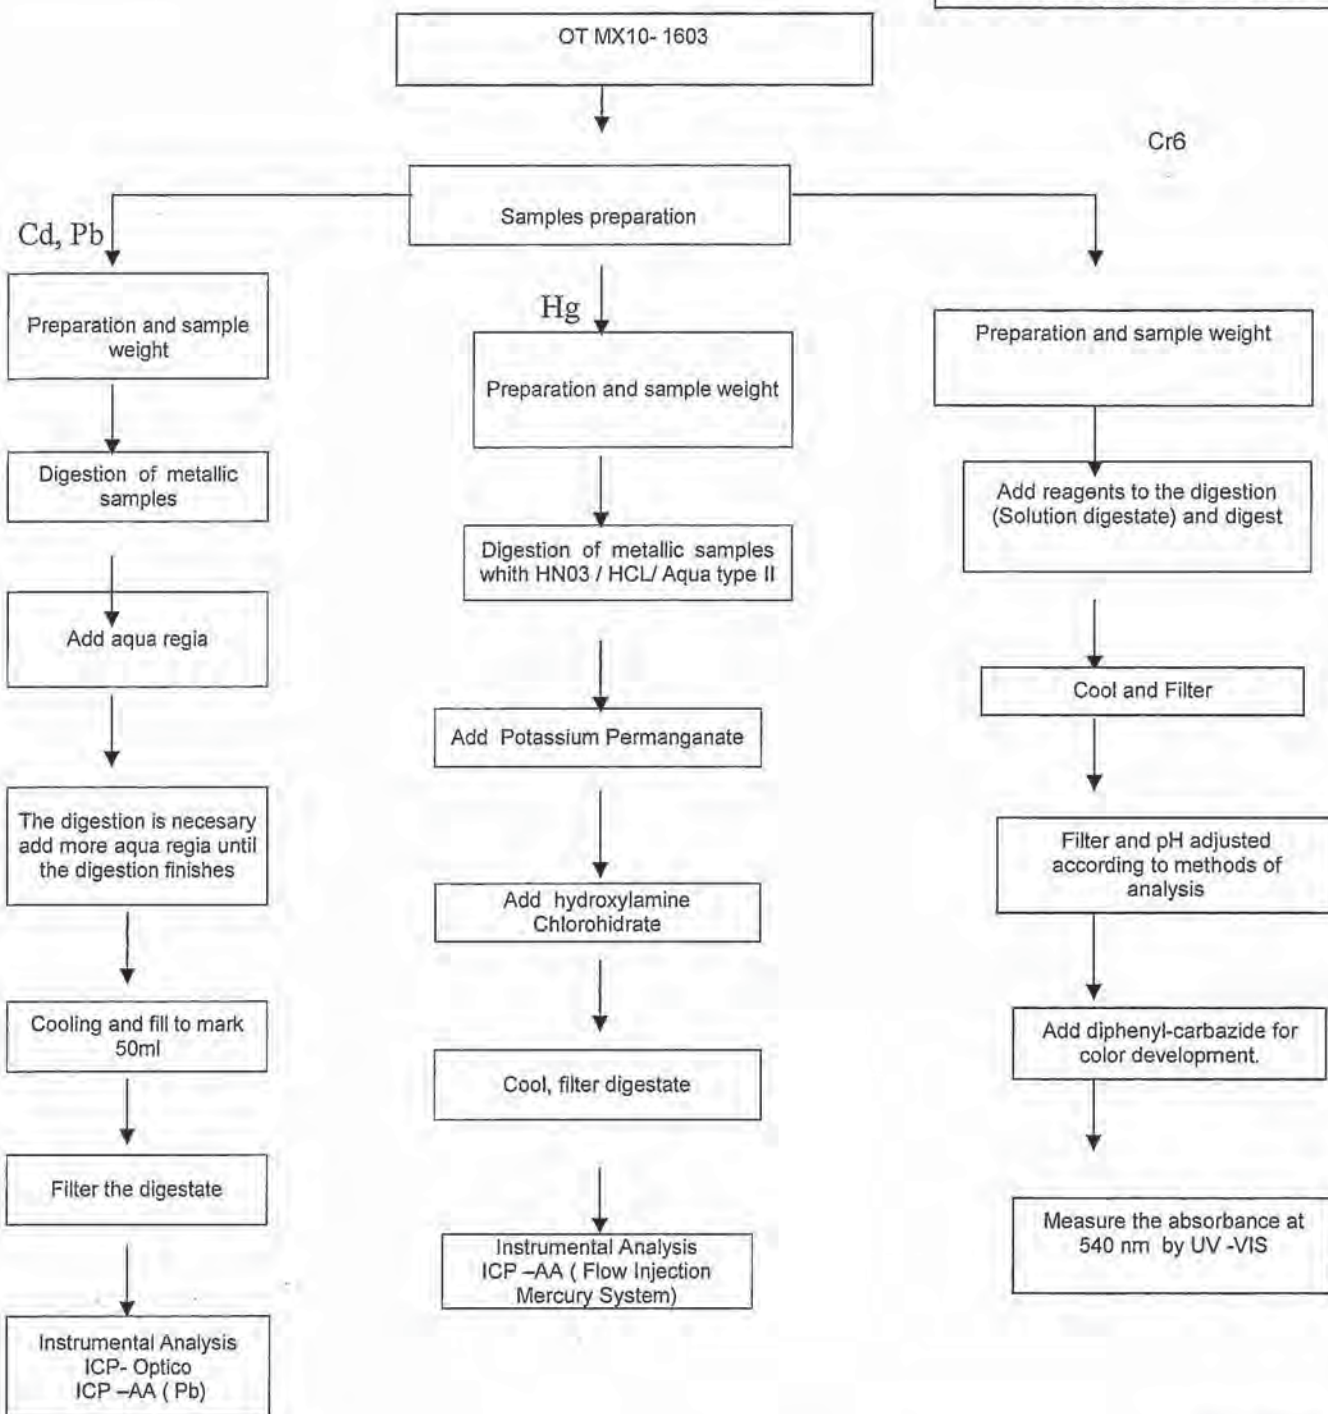 OT MX10- 1603
Cr6
Samples preparation
Cd, Pb
Preparation and sample
weight
Digestion of metallic
samples
Add aqua regia
The digestion is necesary
add more aqua regia until
the digestion finishes
Cooling and fill to mark
50ml
Filter the digestate
Instrumental Analysis
ICP- Optico
ICP –AA ( Pb)
Hg
Preparation and sample weight
Digestion of metallic samples
whith HN03 / HCL/ Aqua type II
Add Potassium Permanganate
Add hydroxylamine
Chlorohidrate
Cool, filter digestate
Instrumental Analysis
ICP –AA ( Flow Injection
Mercury System)
Preparation and sample weight
Add reagents to the digestion
(Solution digestate) and digest
Cool and Filter
Filter and pH adjusted
according to methods of
analysis
Add diphenyl-carbazide for
color development.
Measure the absorbance at
540 nm by UV -VIS